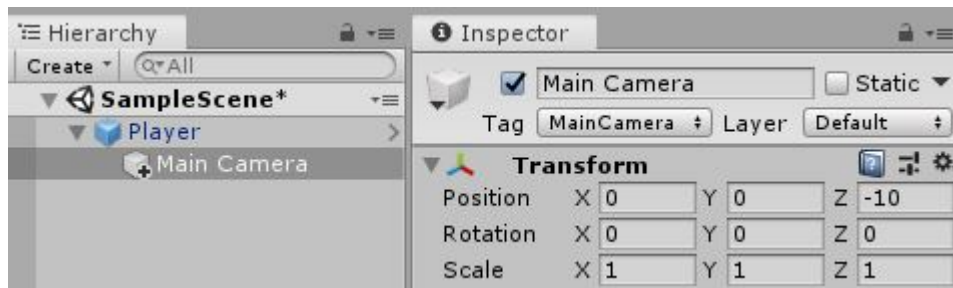 Hierarchy
Create All
SampleScene*
Player
Main Camera
Inspector
Main Camera Static
Tag MainCamera Layer Default
Transform
Position X 0 Y 0 Z -10
Rotation X 0 Y 0 Z 0
Scale X 1 Y 1 Z 1